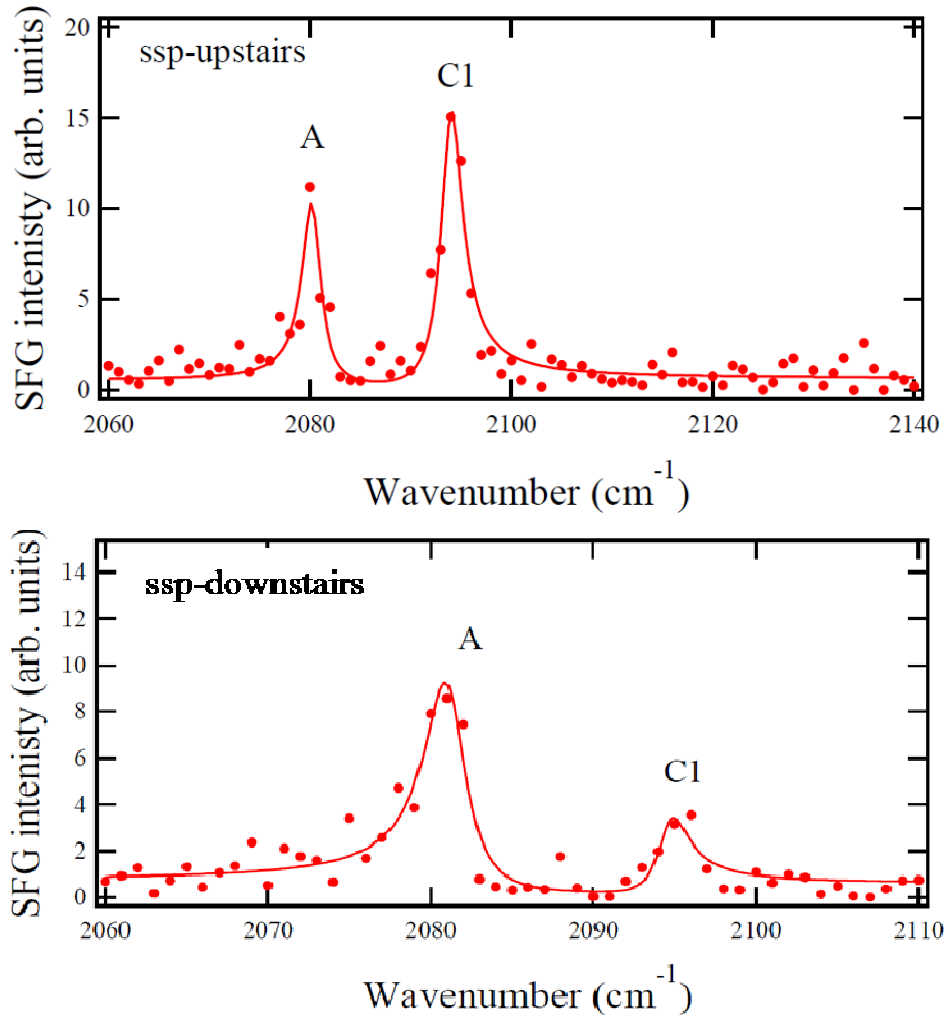 SFG intenisty (arb. units)
20
15
10
5
0
ssp-upstairs
A
C1
2060
2080
2100
2120
2140
Wavenumber (cm-1)
SFG intenisty (arb. units)
14
12
10
8
6
4
2
0
ssp-downstairs
A
C1
2060
2070
2080
2090
2100
2110
Wavenumber (cm-1)